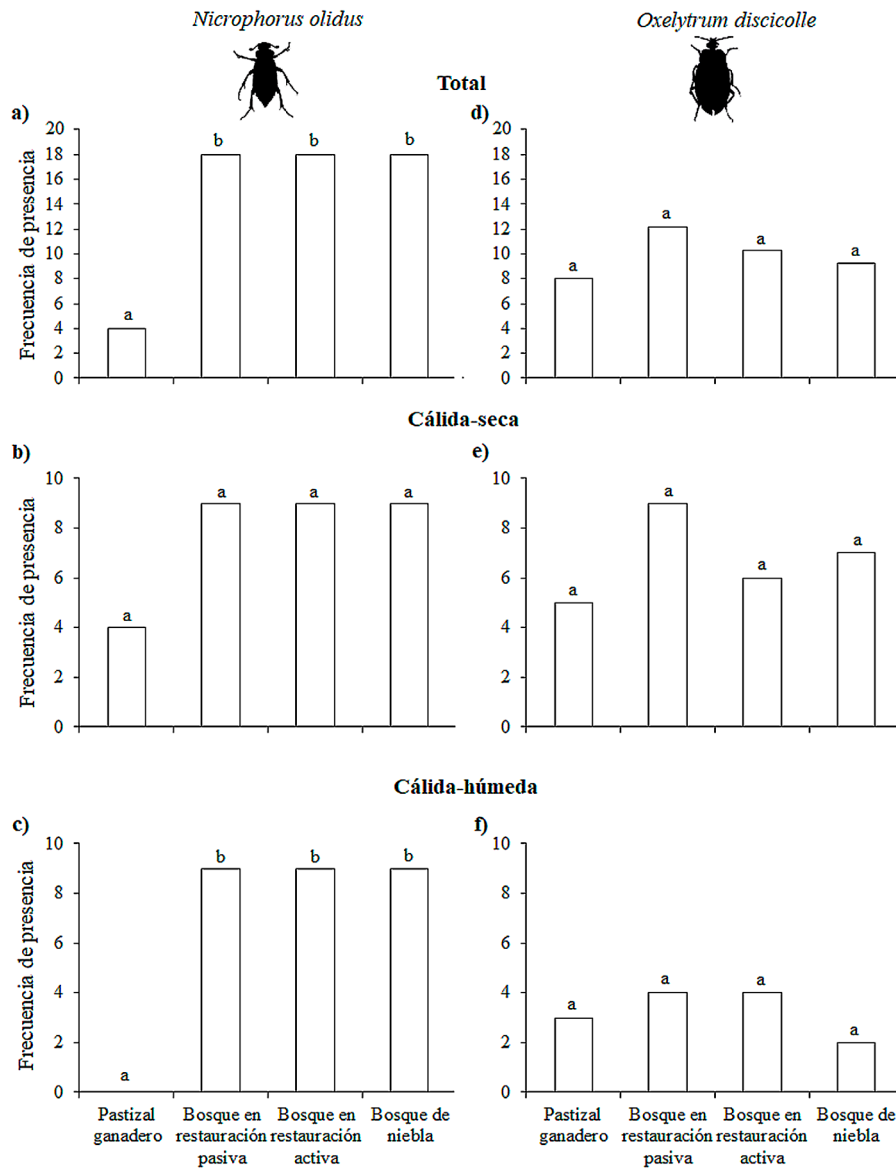 Nicrophorus olidus
Oxelytrum discicolle
Total
a)
Frecuencia de presencia
20
18
16
14
12
10
8
6
4
2
0
a
b
b
b
d)
20
18
16
14
12
10
8
6
4
2
0
a
a
a
a
Cálida-seca
b)
Frecuencia de presencia
10
8
6
4
2
0
a
a
a
a
e)
Frecuencia de presencia
10
8
6
4
2
0
a
a
a
a
Cálida-húmeda
c)
Frecuencia de presencia
10
8
6
4
2
0
a
b
b
b
Pastizal
ganadero
Bosque en
restauración
pasiva
Bosque en
restauración
activa
Bosque de
niebla
f)
10
8
6
4
2
0
a
a
a
a
Pastizal
ganadero
Bosque en
restauración
pasiva
Bosque en
restauración
activa
Bosque de
niebla